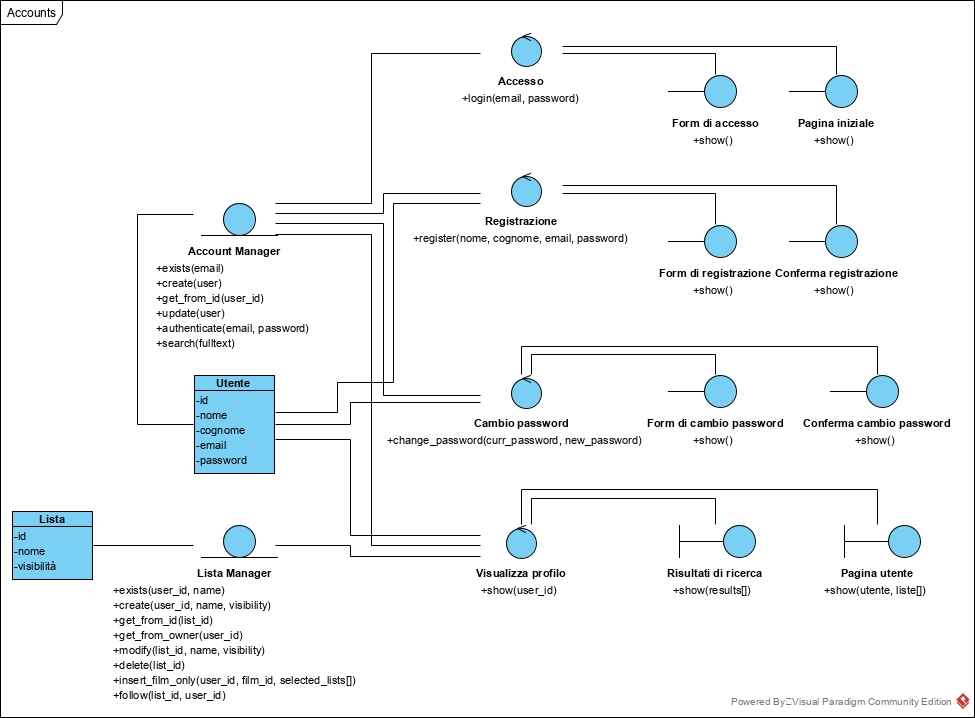 Accounts
Accesso
+login(email, password)
Form di accesso
+show()
Pagina iniziale
+show()
Registrazione
+register(nome, cognome, email, password)
Form di registrazione
+show()
Conferma registrazione
+show()
Account Manager
+exists(email)
+create(user)
+get_from_id(user_id)
+update(user)
+authenticate(email, password)
+search(fulltext)
Utente
-id
-nome
-cognome
-email
-password
Cambio password
+change_password(curr_password, new_password)
Form di cambio password
+show()
Conferma cambio password
+show()
Lista
-id
-nome
-visibilità
Lista Manager
+exists(user_id, name)
+create(user_id, name, visibility)
+get_from_id(list_id)
+get_from_owner(user_id)
+modify(list_id, name, visibility)
+delete(list_id)
+insert_film_only(user_id, film_id, selected_lists[])
+follow(list_id, user_id)
Visualizza profilo
+show(user_id)
Risultati di ricerca
+show(results[])
Pagina utente
+show(utente, liste[])
Powered By Visual Paradigm Community Edition